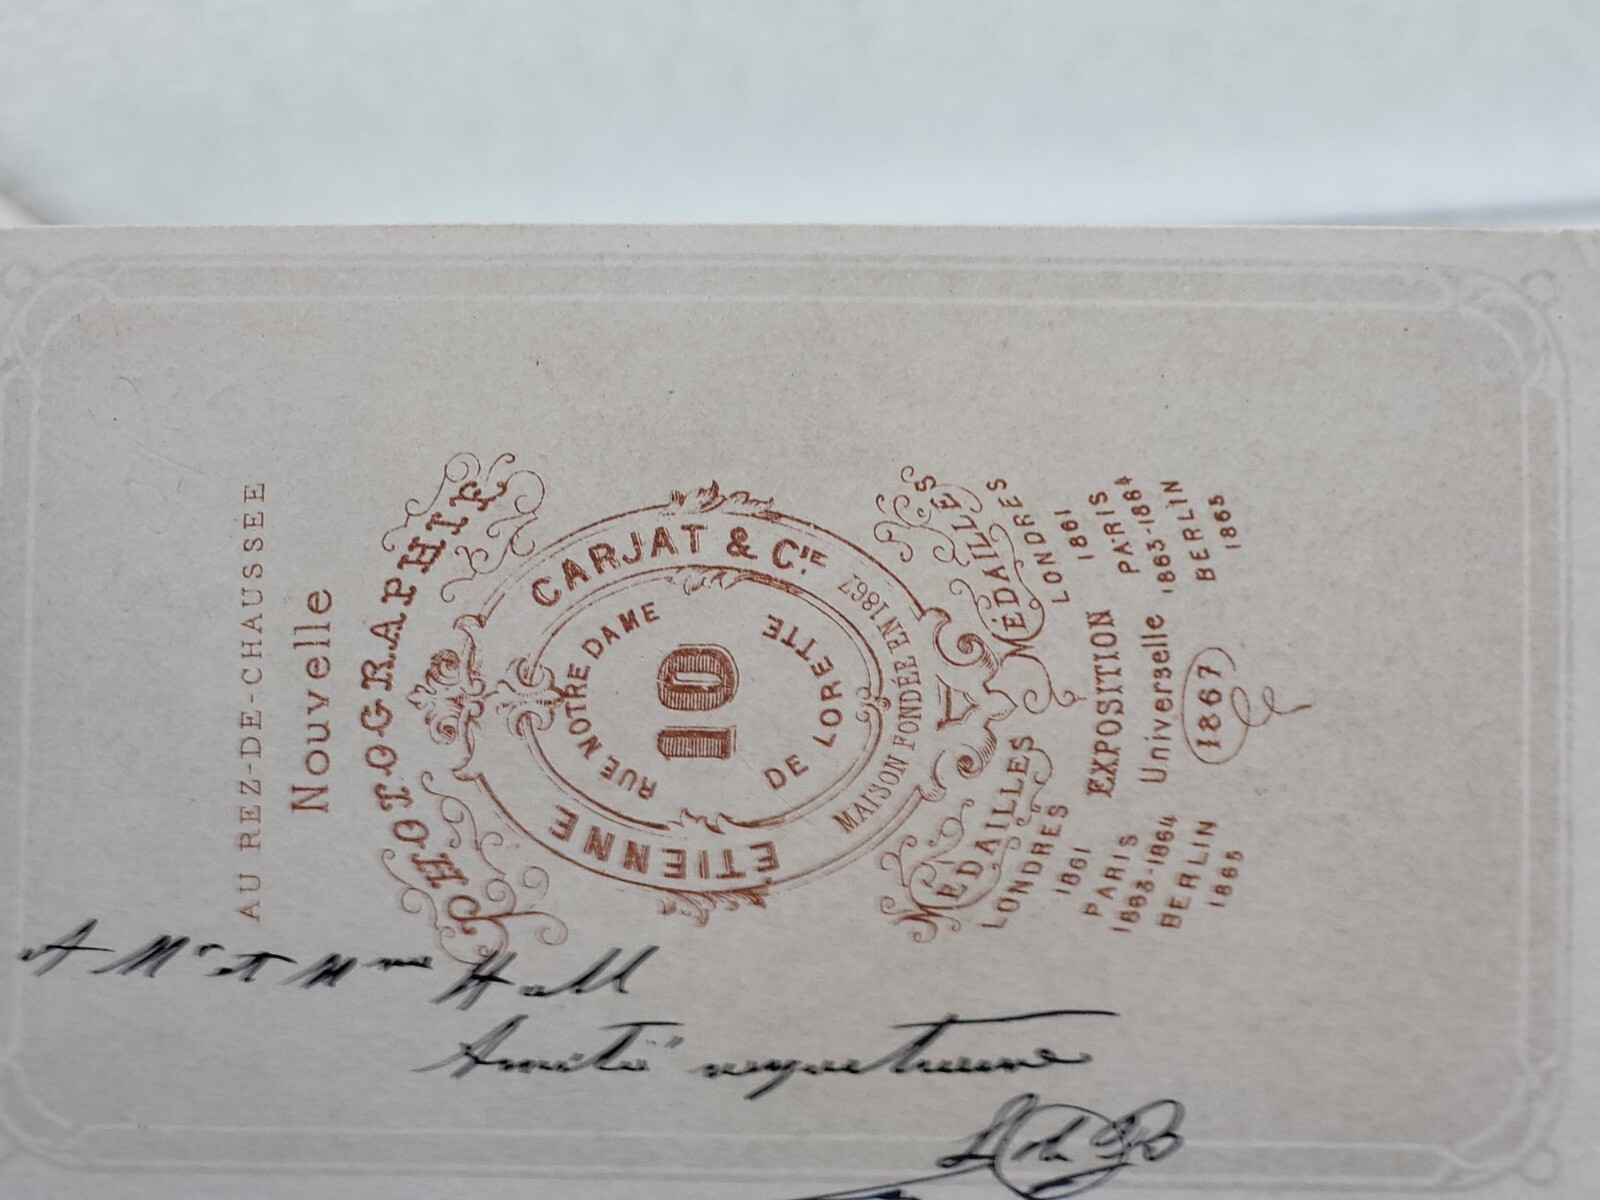 AU REZ-DE-CHAUSSÉE
Nouvelle
PHOTOGRAPHIE
ETIENNE CARJAT & CIE
RUE NOTRE DAME
10
DE LORETTE
MAISON FONDÉE EN 1867
MÉDAILLES
LONDRES
1861
PARIS
1863-1864
BERLIN
1865
MÉDAILLES
MÉDAILLES
LONDRES
1861
PARIS
PARIS
1863-1864
BERLIN
1865
EXPOSITION
Universelle
1867
A Mr et Mme Hall
Amitié